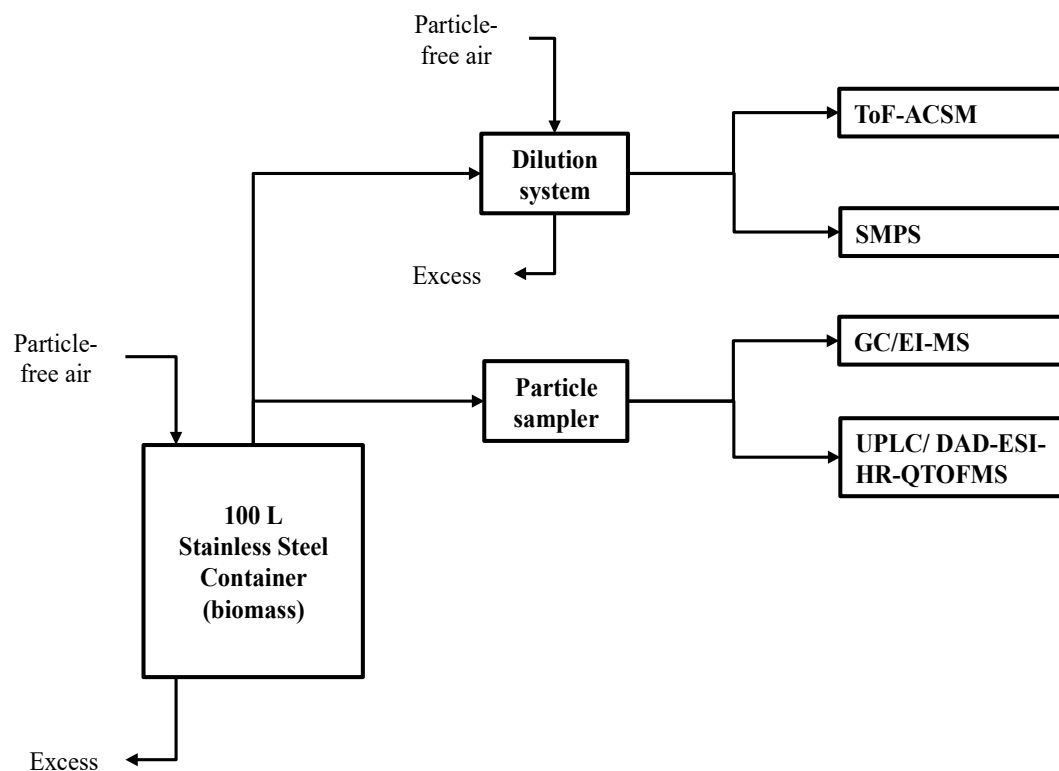 Particle-
free air
ToF-ACSM
Dilution
system
SMPS
Excess
Particle-
free air
GC/EI-MS
Particle
sampler
UPLC/ DAD-ESI-
HR-QTOFMS
100 L
Stainless Steel
Container
(biomass)
Excess